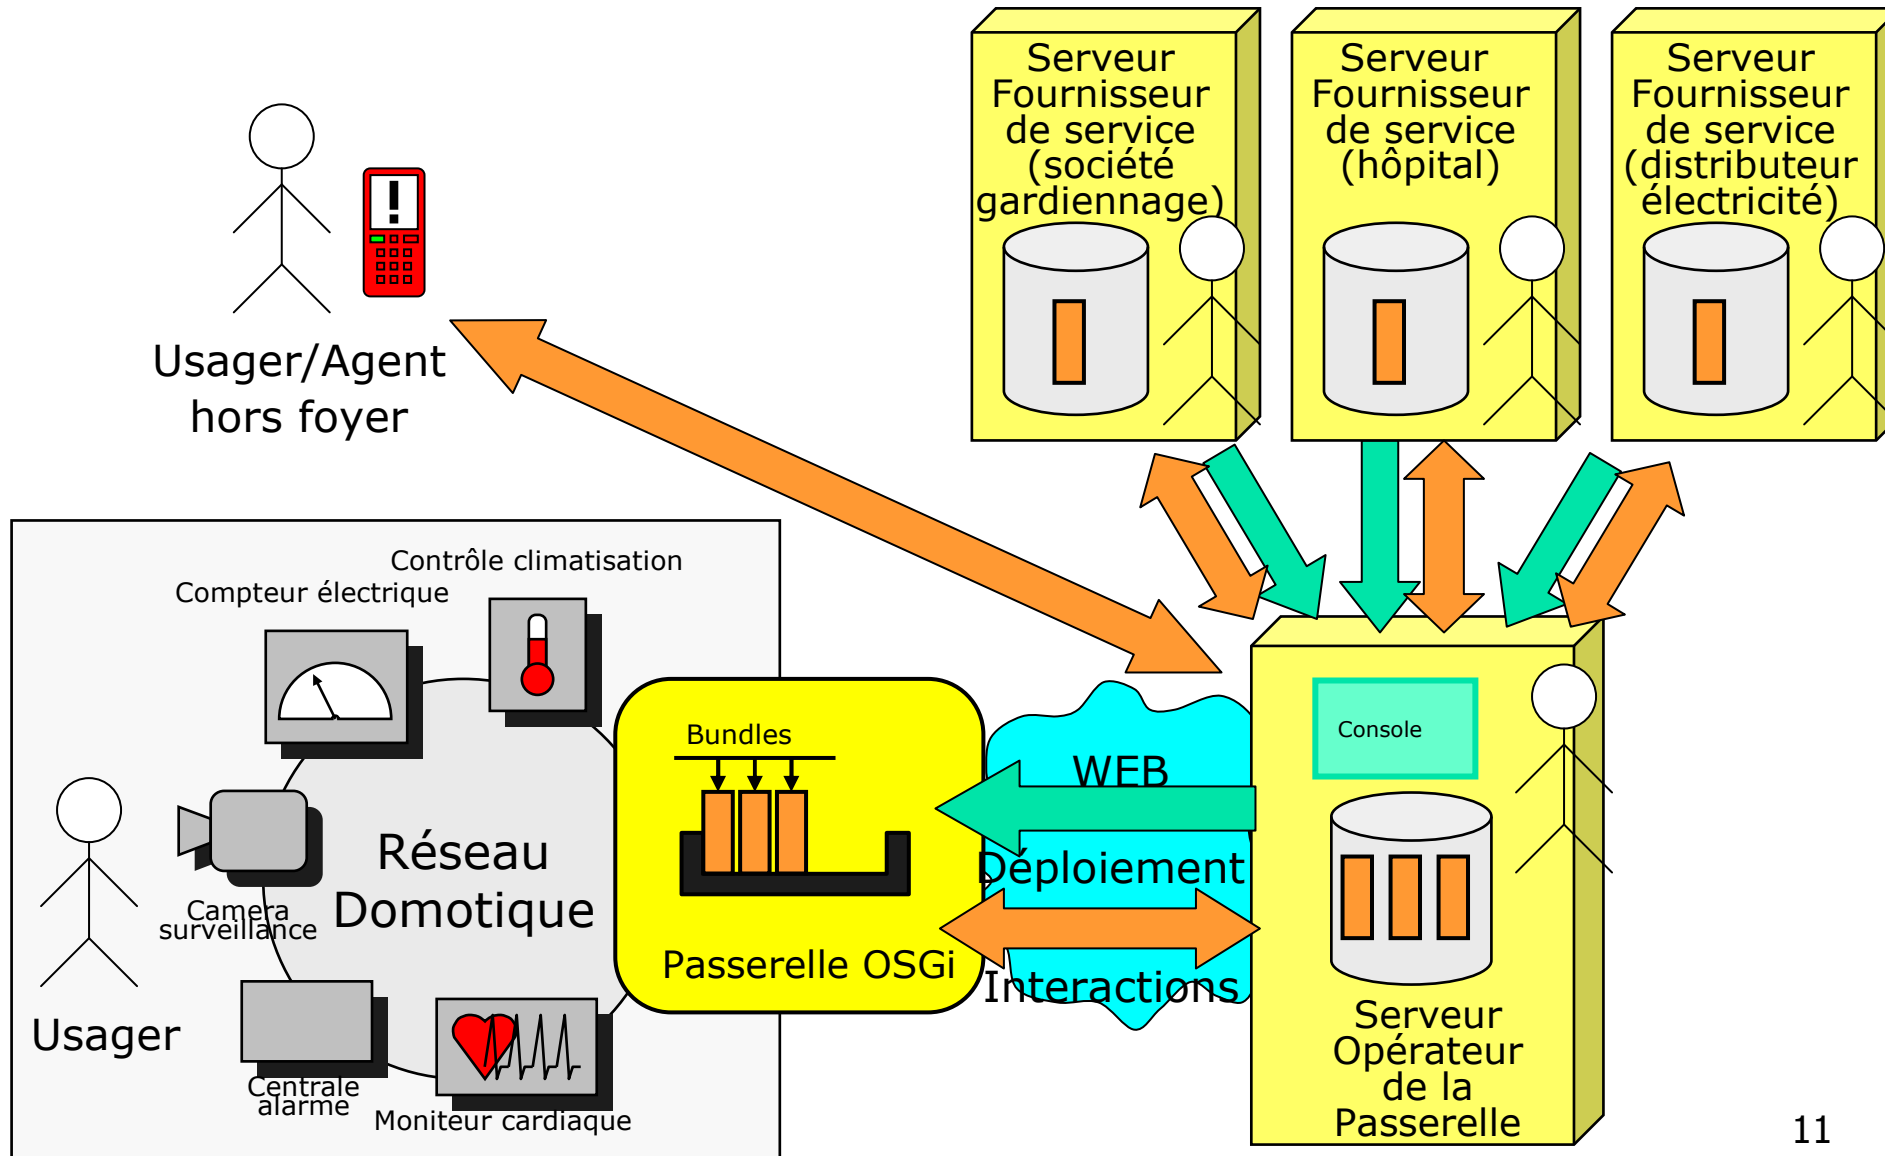 Serveur
Fournisseur
de service
(société
gardiennage)
Serveur
Fournisseur
de service
(hôpital)
Serveur
Fournisseur
de service
(distributeur
électricité)
!
Usager/Agent
hors foyer
Contrôle climatisation
Compteur électrique
Bundles
Réseau
Domotique
Camera
surveillance
Usager
Centrale
alarme
Moniteur cardiaque
Passerelle OSGi
WEB
Déploiement
Interactions
Console
Serveur
Opérateur
de la
Passerelle
11